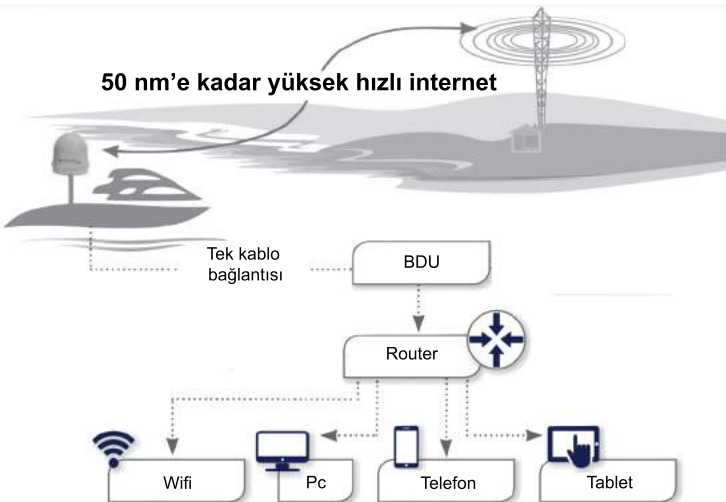 50 nm’e kadar yüksek hızlı internet
Tek kablo
bağlantısı
BDU
Router
Wifi
Pc
Telefon
Tablet